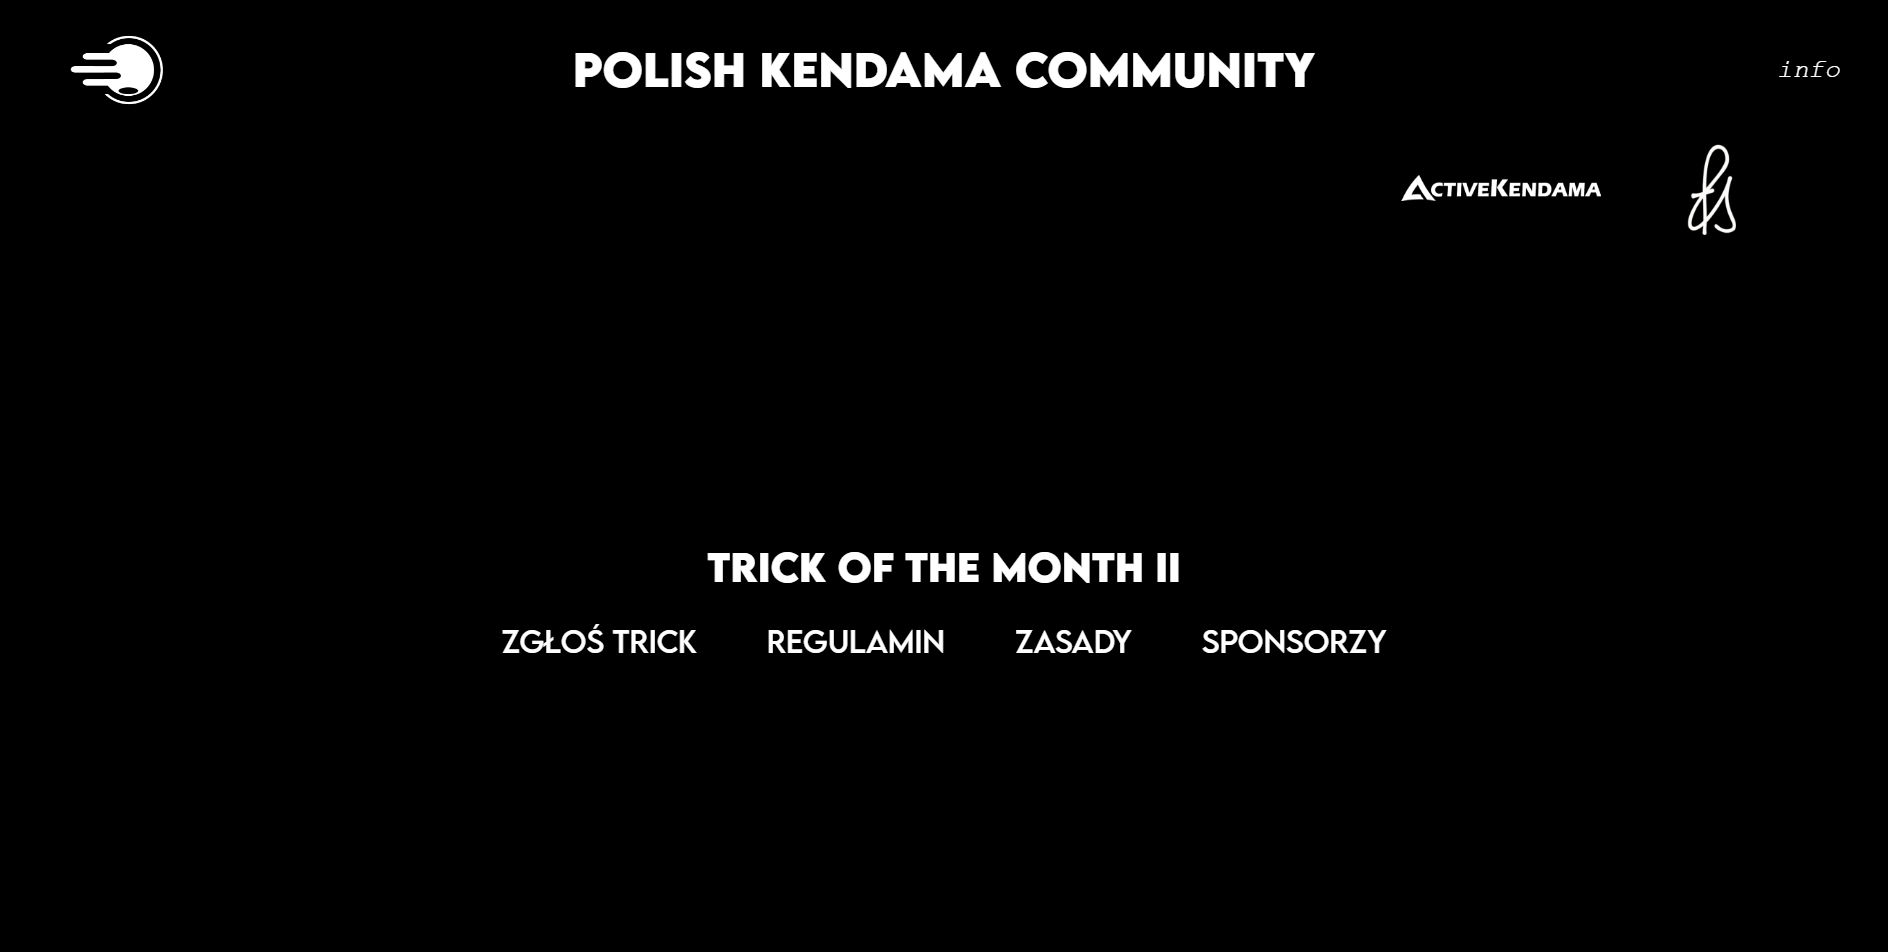 POLISH KENDAMA COMMUNITY
info
ACTIVEKENDAMA
TRICK OF THE MONTH II
ZGŁOŚ TRICK REGULAMIN ZASADY SPONSORZY